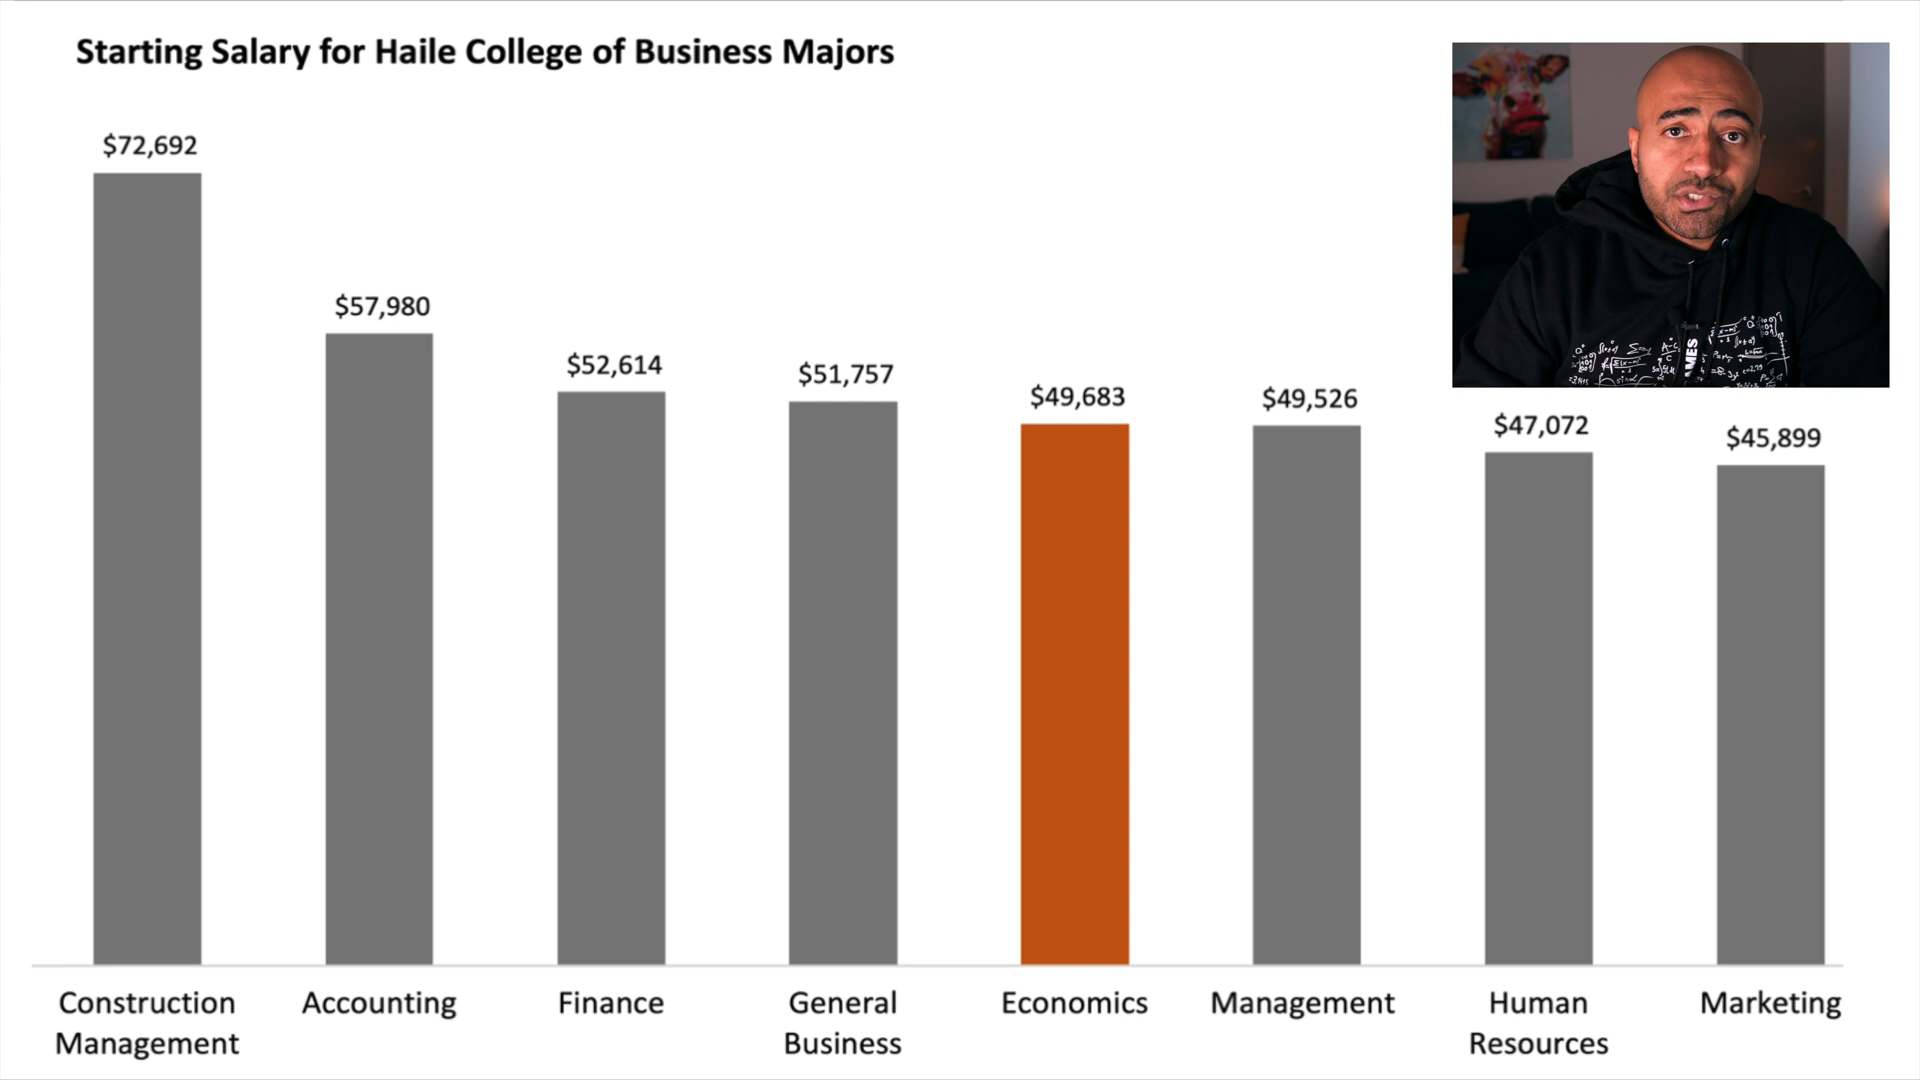 Starting Salary for Haile College of Business Majors
$72,692
$57,980
$52,614
$51,757
$49,683
$49,526
$47,072
$45,899
Construction
Management
Accounting
Finance
General
Business
Economics
Management
Human
Resources
Marketing